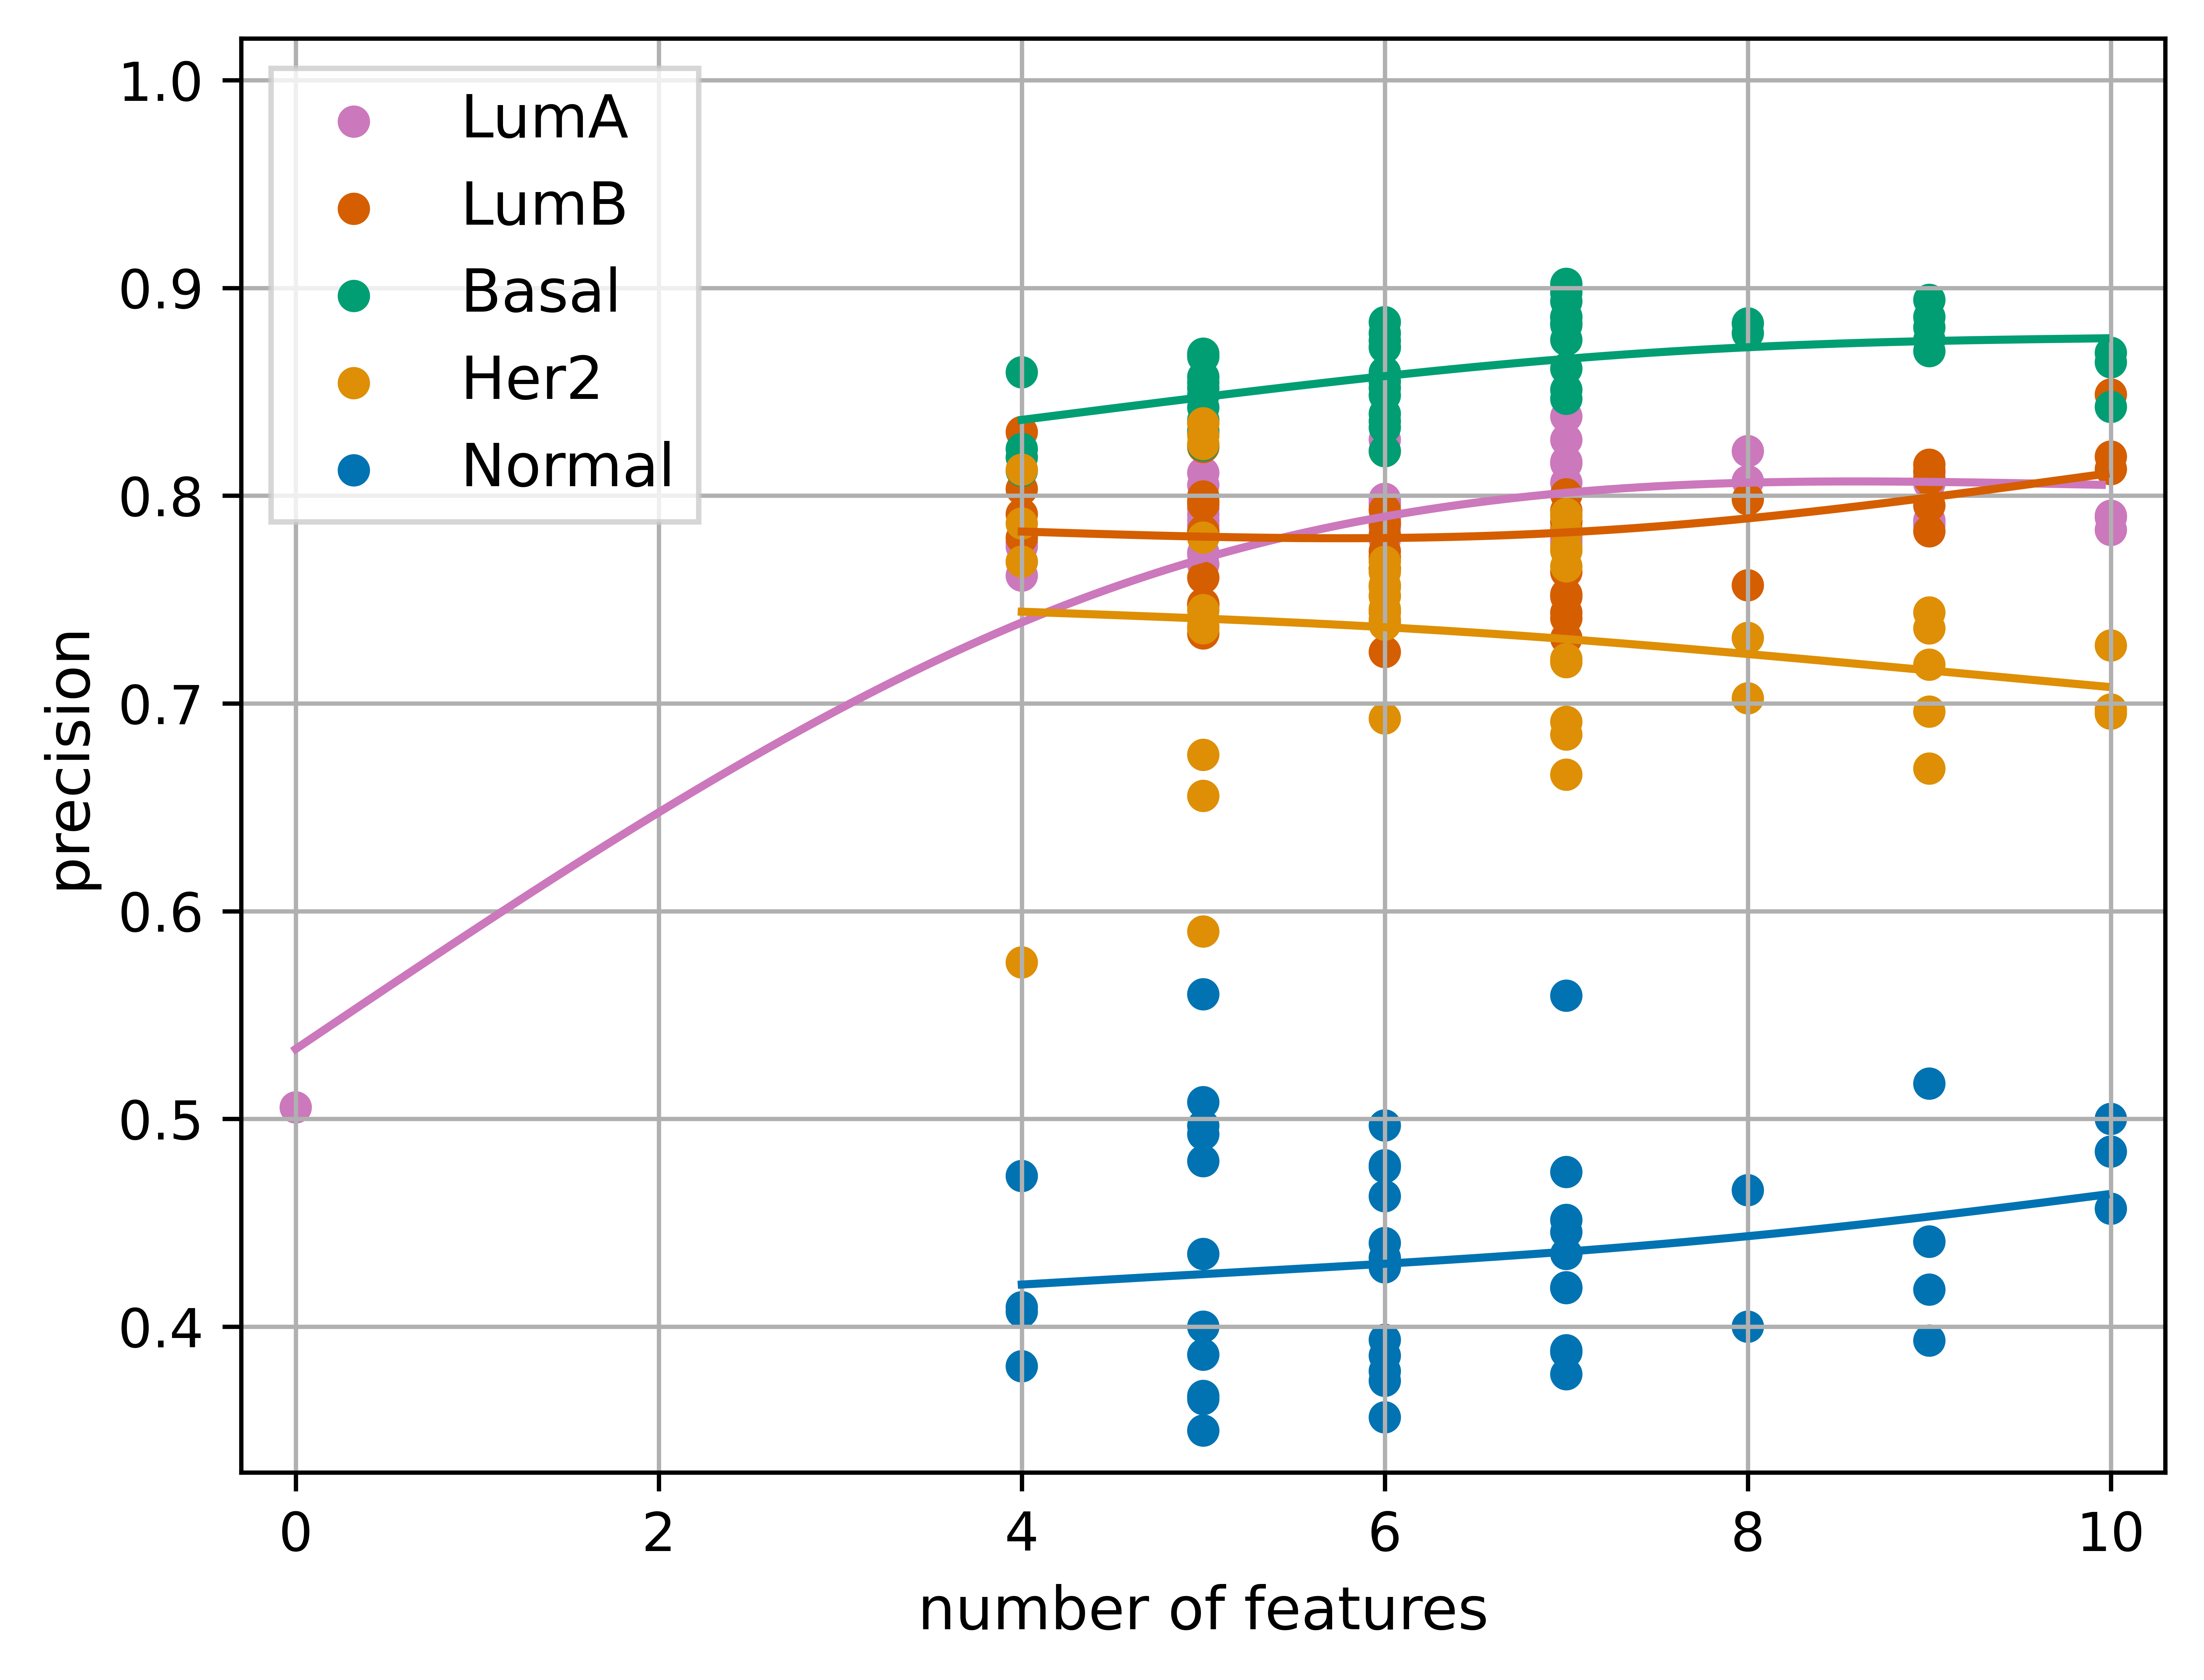 1.0
0.9
0.8
0.7
0.6
0.5
0.4
precision
LumA
LumB
Basal
Her2
Normal
0 2 4 6 8 10
number of features